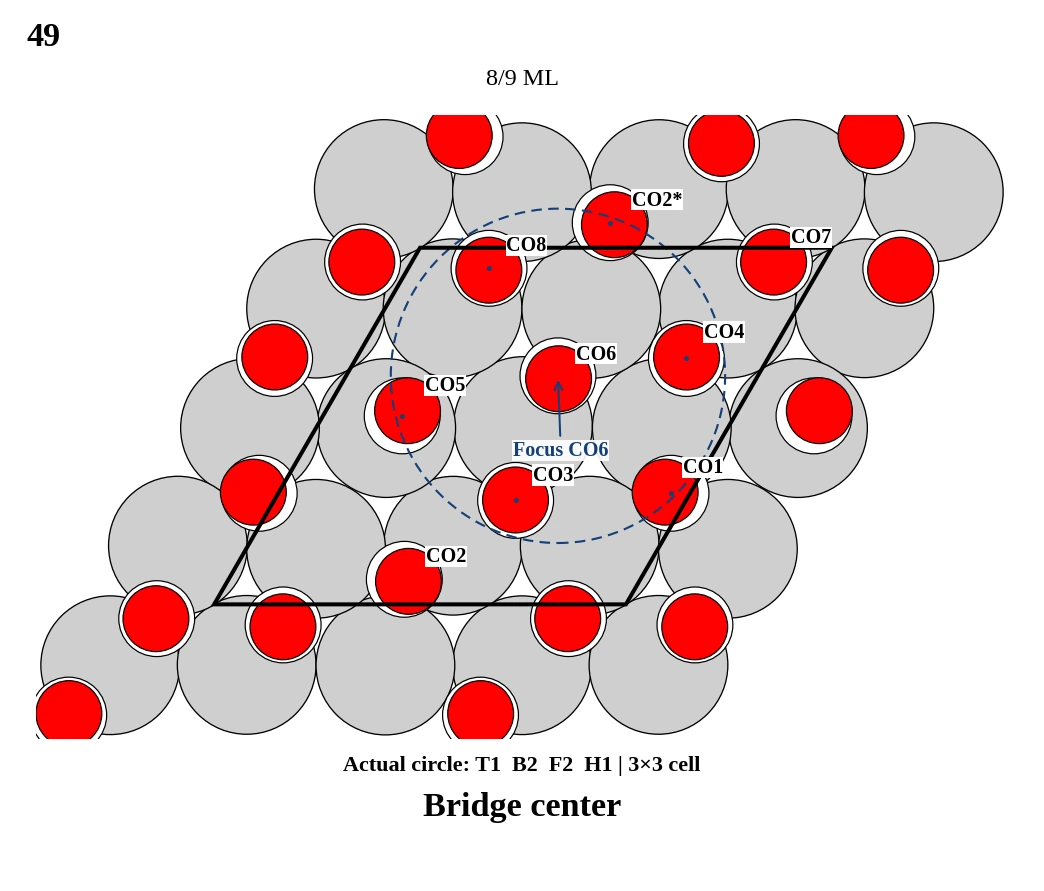 49
8/9 ML
CO2*
CO7
CO8
CO4
CO6
CO5
Focus CO6
CO1
CO3
CO2
Actual circle: T1 B2 F2 H1 | 3×3 cell
Bridge center